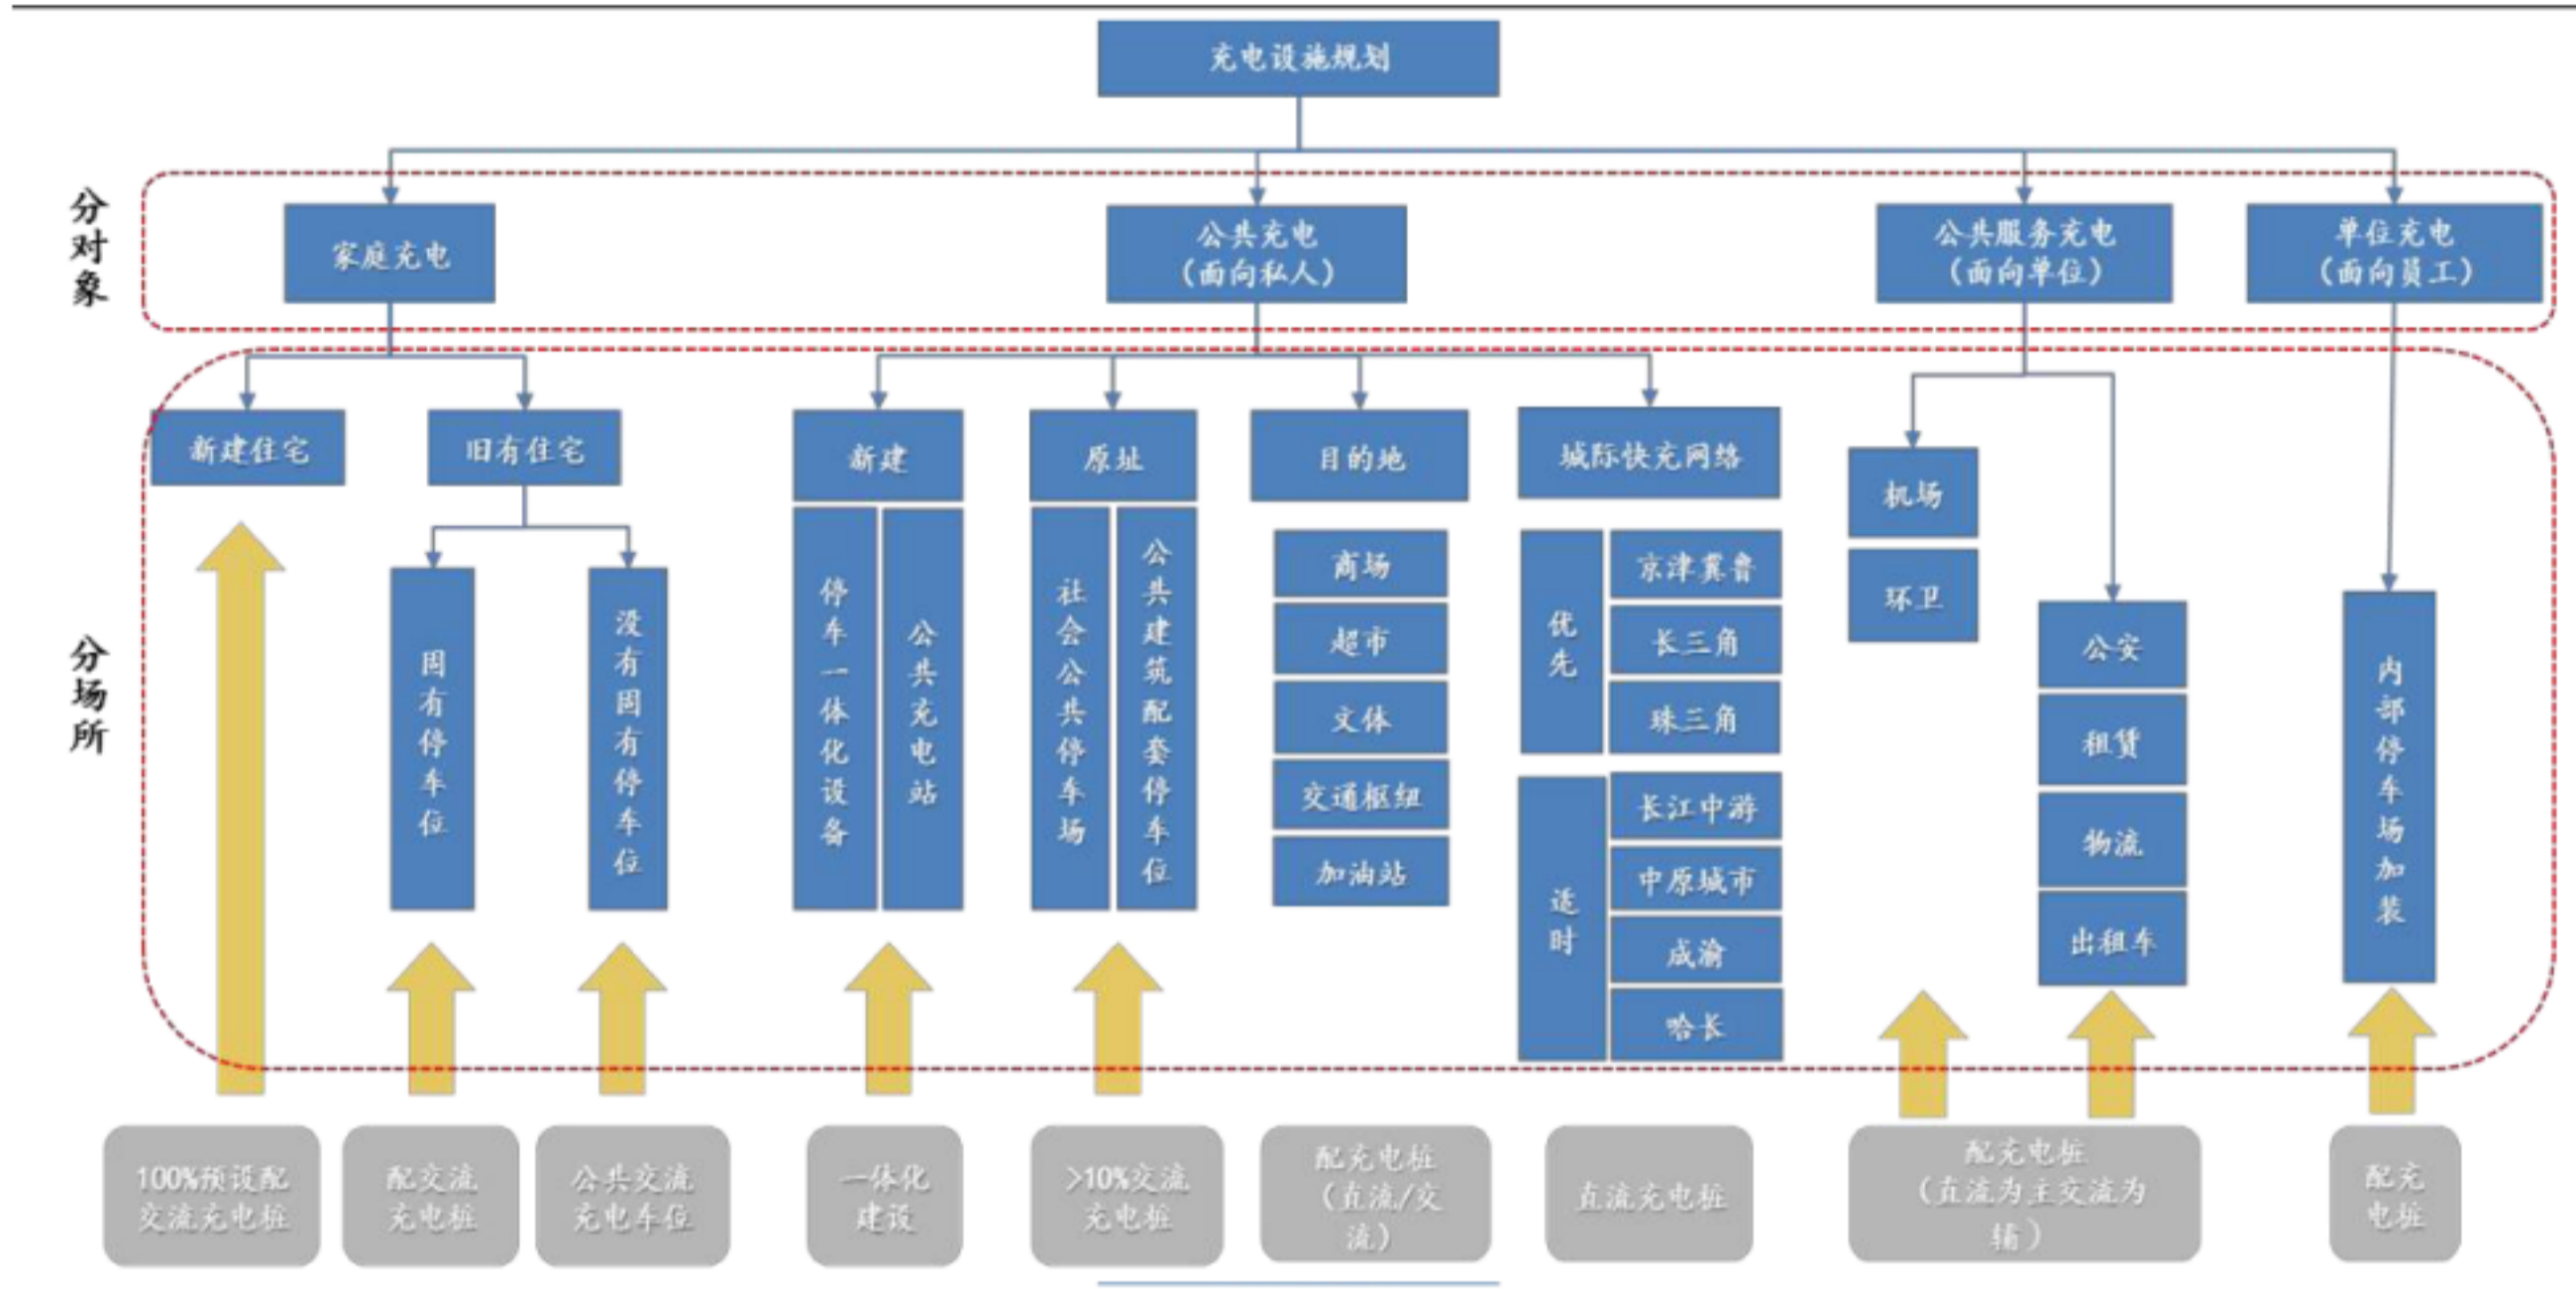 充电设施规划
分对象
家庭充电
公共充电
(面向私人)
公共服务充电
(面向单位)
单位充电
(面向员工)
分场所
新建住宅
旧有住宅
固有停车位
没有固有停车位
新建
停车一体化设备
公共充电站
原址
社会公共停车场
公共建筑配套停车位
目的地
商场
超市
文体
交通枢纽
加油站
城际快充网络
优先
京津冀鲁
长三角
珠三角
适时
长江中游
中原城市
成渝
哈长
机场
环卫
公安
租赁
物流
出租车
内部停车场加装
100%预设配
交流充电桩
配交流
充电桩
公共交流
充电车位
一体化
建设
>10%交流
充电桩
配充电桩
(直流/交
流)
直流充电桩
配充电桩
(直流为主交流为
辅)
配充
电桩